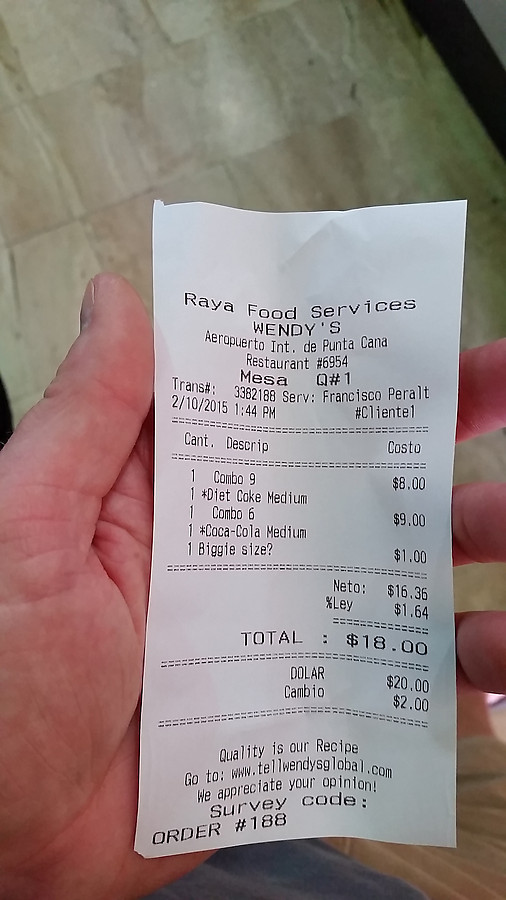 Raya Food Services
WENDY'S
Aeropuerto Int. de Punta Cana
Restaurant #6954
Mesa Q#1
Trans#: 3382188 Serv: Francisco Peralt
2/10/2015 1:44 PM #Cliente1
Cant. Descrip Costo
1 Combo 9 $8.00
1 *Diet Coke Medium
1 Combo 6 $9.00
1 *Coca-Cola Medium
1 Biggie size? $1.00
Neto: $16.36
%Ley $1.64
TOTAL : $18.00
DOLAR $20.00
Cambio $2.00
Quality is our Recipe
Go to: www.tellwendysglobal.com
We appreciate your opinion!
Survey code:
ORDER #188